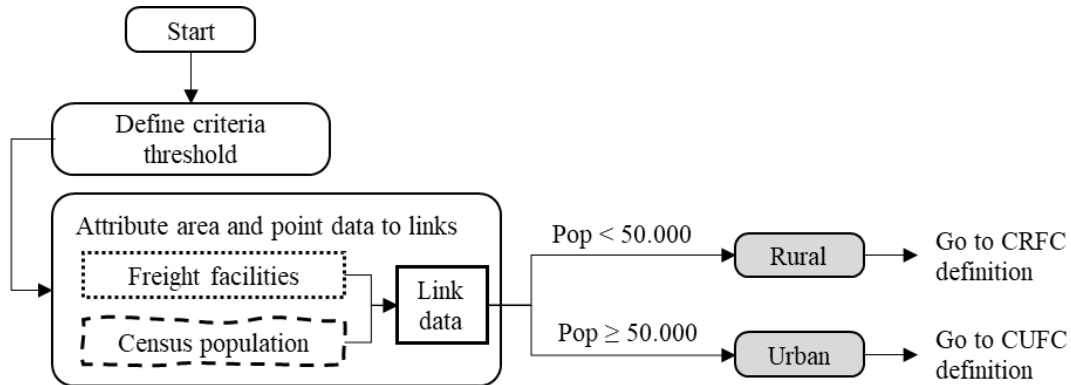 Start
Define criteria
threshold
Attribute area and point data to links
Freight facilities
Census population
Link
data
Pop < 50.000
Rural
Go to CRFC
definition
Pop ≥ 50.000
Urban
Go to CUFC
definition